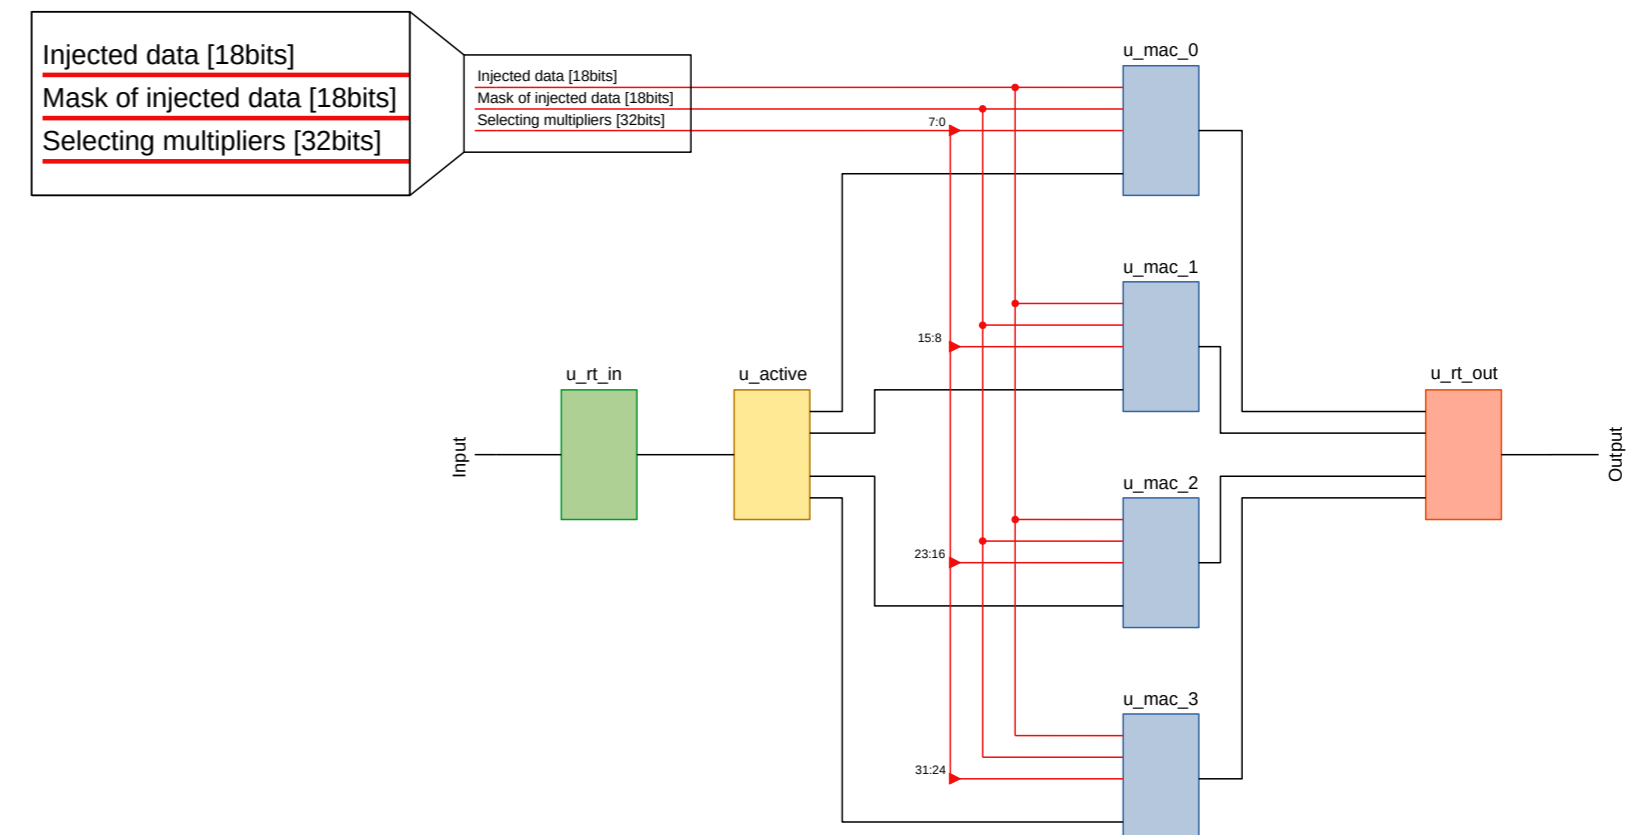 Injected data [18bits]
Mask of injected data [18bits]
Selecting multipliers [32bits]
Injected data [18bits]
Mask of injected data [18bits]
Selecting multipliers [32bits]
7:0
u_mac_0
u_mac_1
15:8
u_rt_in
u_active
u_rt_out
Input
Output
u_mac_2
23:16
u_mac_3
31:24